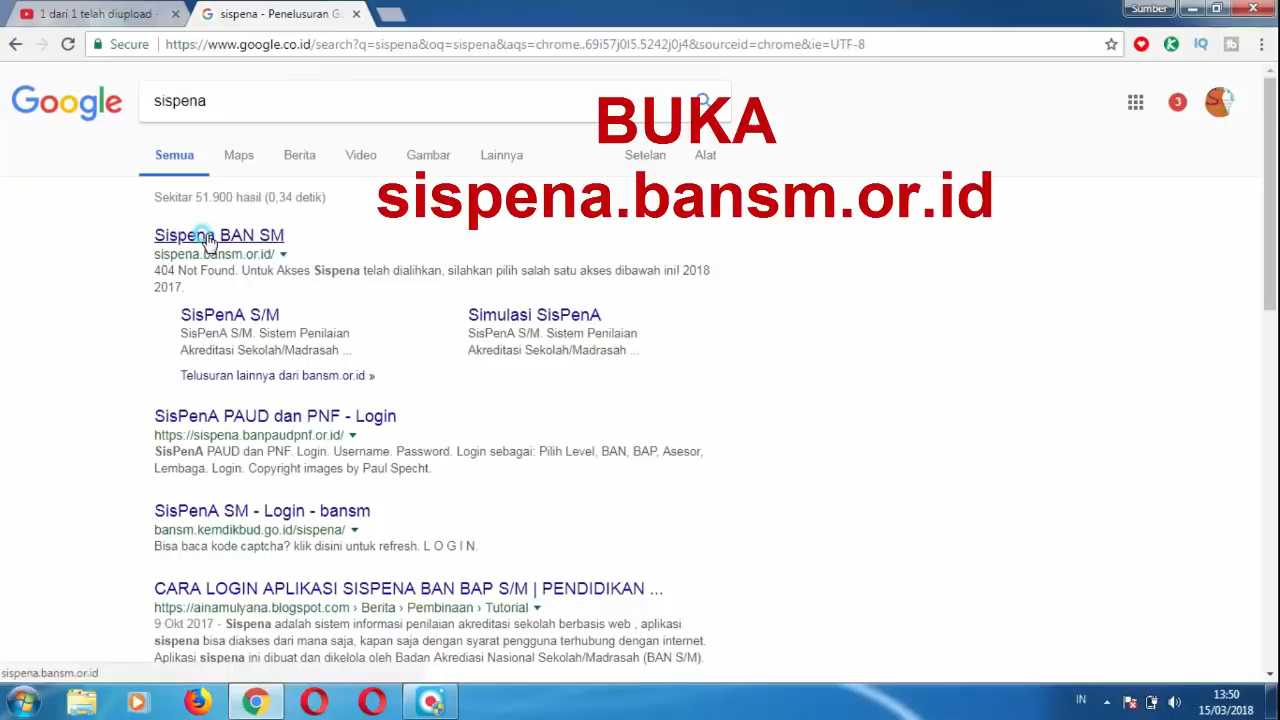 1 dari 1 telah diupload -
sispena - Penelusuran Go
Sumber
Secure
https://www.google.co.id/search?q=sispena&oq=sispena&aqs=chrome..69i57j0l5.5242j0j4&sourceid=chrome&ie=UTF-8
IQ
Google
sispena
3
BUKA
sispena.bansm.or.id
Semua Maps Berita Video Gambar Lainnya Setelan Alat
Sekitar 51.900 hasil (0,34 detik)
Sispena BAN SM
sispena.bansm.or.id/
404 Not Found. Untuk Akses Sispena telah dialihkan, silahkan pilih salah satu akses dibawah ini! 2018
2017.
SisPenA S/M
SisPenA S/M. Sistem Penilaian
Akreditasi Sekolah/Madrasah ...
Simulasi SisPenA
SisPenA S/M. Sistem Penilaian
Akreditasi Sekolah/Madrasah ...
Telusuran lainnya dari bansm.or.id »
SisPenA PAUD dan PNF - Login
https://sispena.banpaudpnf.or.id/
SisPenA PAUD dan PNF. Login. Username. Password. Login sebagai: Pilih Level, BAN, BAP, Asesor,
Lembaga. Login. Copyright images by Paul Specht.
SisPenA SM - Login - bansm
bansm.kemdikbud.go.id/sispena/
Bisa baca kode captcha? klik disini untuk refresh. L O G I N.
CARA LOGIN APLIKASI SISPENA BAN BAP S/M | PENDIDIKAN ...
https://ainamulyana.blogspot.com › Berita › Pembinaan › Tutorial
9 Okt 2017 - Sispena adalah sistem informasi penilaian akreditasi sekolah berbasis web , aplikasi
sispena bisa diakses dari mana saja, kapan saja dengan syarat pengguna terhubung dengan internet.
Aplikasi sispena ini dibuat dan dikelola oleh Badan Akrediasi Nasional Sekolah/Madrasah (BAN S/M).
sispena.bansm.or.id
IN
13:50
15/03/2018